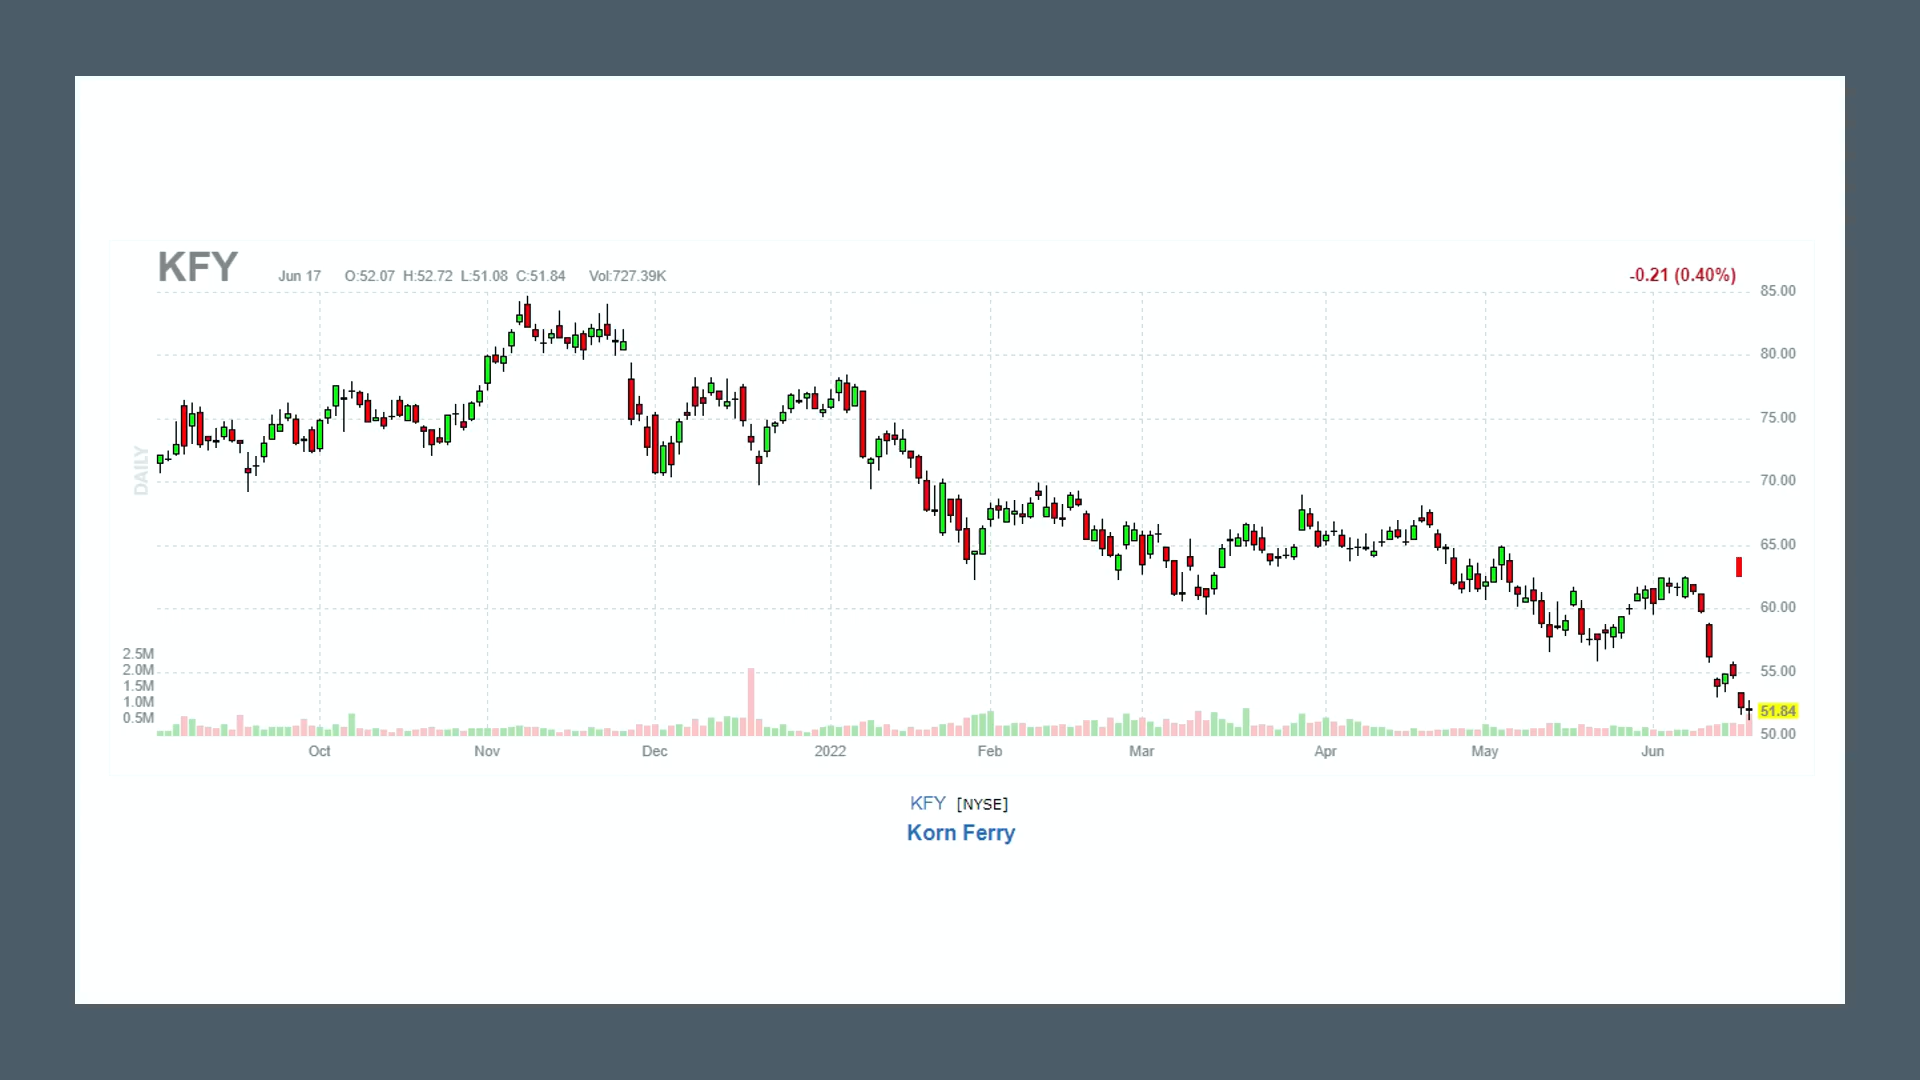 KFY Jun 17 O:52.07 H:52.72 L:51.08 C:51.84 Vol:727.39K -0.21 (0.40%)
85.00
80.00
75.00
70.00
65.00
60.00
55.00
51.84
50.00
DAILY
2.5M
2.0M
1.5M
1.0M
0.5M
Oct Nov Dec 2022 Feb Mar Apr May Jun
KFY [NYSE]
Korn Ferry